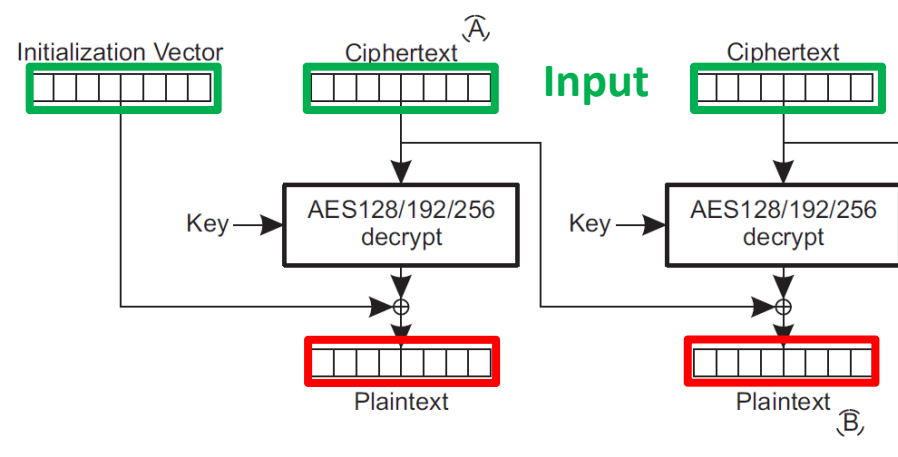 Initialization Vector
Ciphertext
A
Input
Ciphertext
Key
AES128/192/256
decrypt
Key
AES128/192/256
decrypt
Plaintext
Plaintext
B